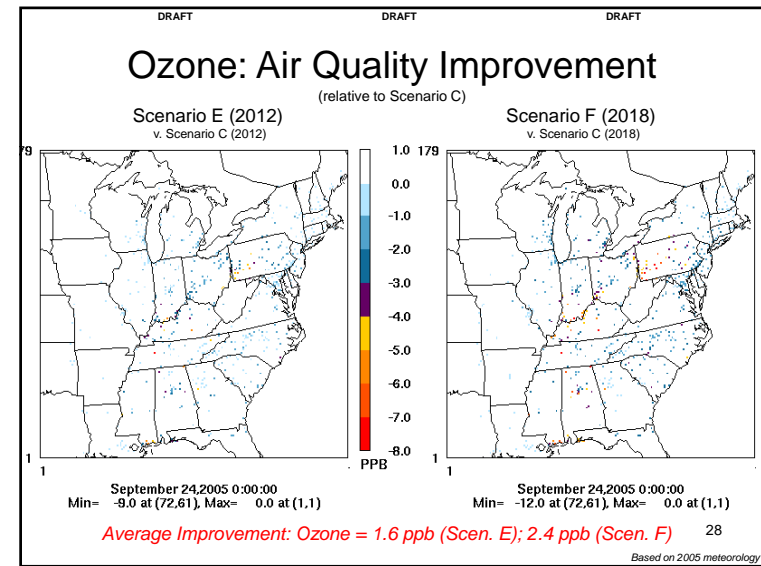 DRAFT DRAFT DRAFT
Ozone: Air Quality Improvement
(relative to Scenario C)
Scenario E (2012)
v. Scenario C (2012)
Scenario F (2018)
v. Scenario C (2018)
79
1
1
1.0
0.0
-1.0
-2.0
-3.0
-4.0
-5.0
-6.0
-7.0
-8.0
PPB
179
1
1
September 24,2005 0:00:00
Min= -9.0 at (72,61), Max= 0.0 at (1,1)
September 24,2005 0:00:00
Min= -12.0 at (72,61), Max= 0.0 at (1,1)
Average Improvement: Ozone = 1.6 ppb (Scen. E); 2.4 ppb (Scen. F)
28
Based on 2005 meteorology